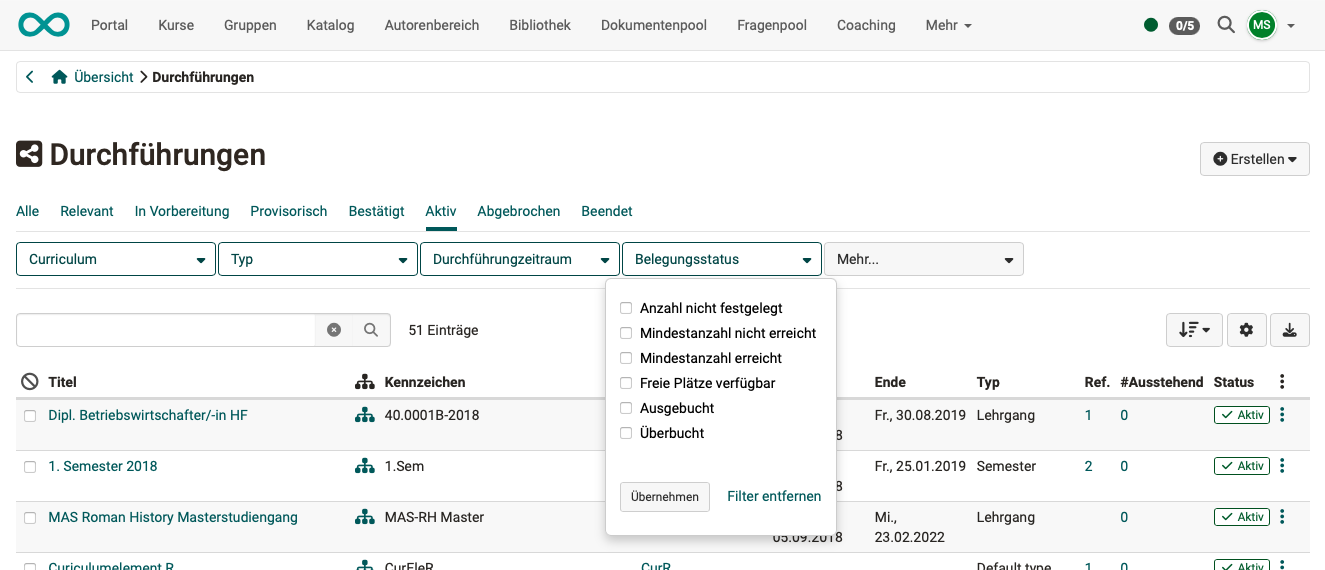 Portal Kurse Gruppen Katalog Autorenbereich Bibliothek Dokumentenpool Fragenpool Coaching Mehr 0/5 MS
Übersicht Durchführungen
Durchführungen
Erstellen
Alle Relevant In Vorbereitung Provisorisch Bestätigt Aktiv Abgebrochen Beendet
Curriculum Typ Durchführungzeitraum Belegungsstatus Mehr...
Anzahl nicht festgelegt
Mindestanzahl nicht erreicht
Mindestanzahl erreicht
Freie Plätze verfügbar
Ausgebucht
Überbucht
Übernehmen Filter entfernen
51 Einträge
Titel Kennzeichen Ende Typ Ref. #Ausstehend Status
Dipl. Betriebswirtschafter/-in HF 40.0001B-2018 8 Fr., 30.08.2019 Lehrgang 1 0 Aktiv
1. Semester 2018 1.Sem 8 Fr., 25.01.2019 Semester 2 0 Aktiv
MAS Roman History Masterstudiengang MAS-RH Master 05.09.2018 Mi., 23.02.2022 Lehrgang 0 Aktiv
Curiculumelement R CurEleR CurR Default type 1 0 Aktiv